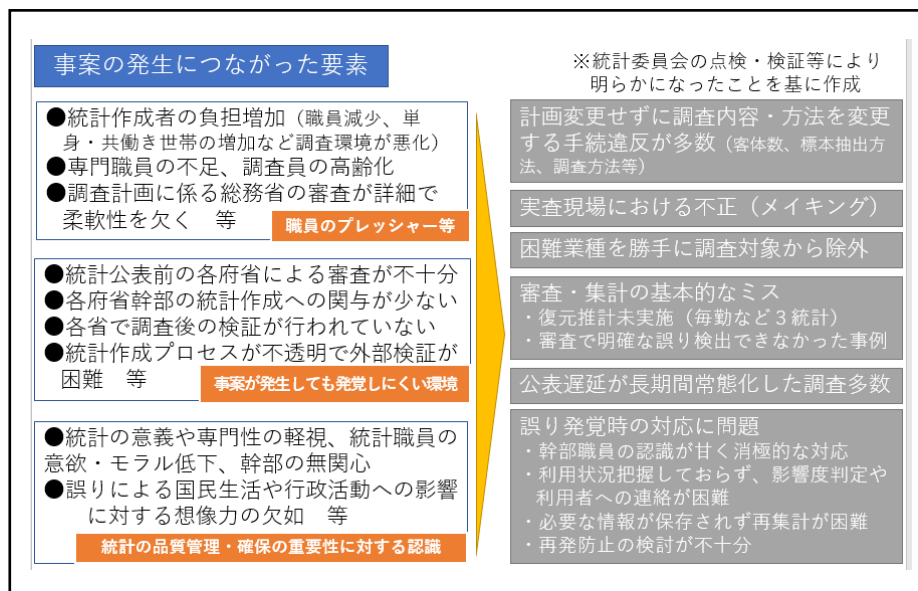 事案の発生につながった要素
●統計作成者の負担増加（職員減少、単
身・共働き世帯の増加など調査環境が悪化）
●専門職員の不足、調査員の高齢化
●調査計画に係る総務省の審査が詳細で
柔軟性を欠く　等
職員のプレッシャー等
●統計公表前の各府省による審査が不十分
●各府省幹部の統計作成への関与が少ない
●各省で調査後の検証が行われていない
●統計作成プロセスが不透明で外部検証が
困難　等
事案が発生しても発覚しにくい環境
●統計の意義や専門性の軽視、統計職員の
意欲・モラル低下、幹部の無関心
●誤りによる国民生活や行政活動への影響
に対する想像力の欠如　等
統計の品質管理・確保の重要性に対する認識
※統計委員会の点検・検証等により
明らかになったことを基に作成
計画変更せずに調査内容・方法を変更
する手続違反が多数（客体数、標本抽出方
法、調査方法等）
実査現場における不正（メイキング）
困難業種を勝手に調査対象から除外
審査・集計の基本的なミス
・復元推計未実施（毎勤など３統計）
・審査で明確な誤り検出できなかった事例
公表遅延が長期間常態化した調査多数
誤り発覚時の対応に問題
・幹部職員の認識が甘く消極的な対応
・利用状況把握しておらず、影響度判定や
利用者への連絡が困難
・必要な情報が保存されず再集計が困難
・再発防止の検討が不十分